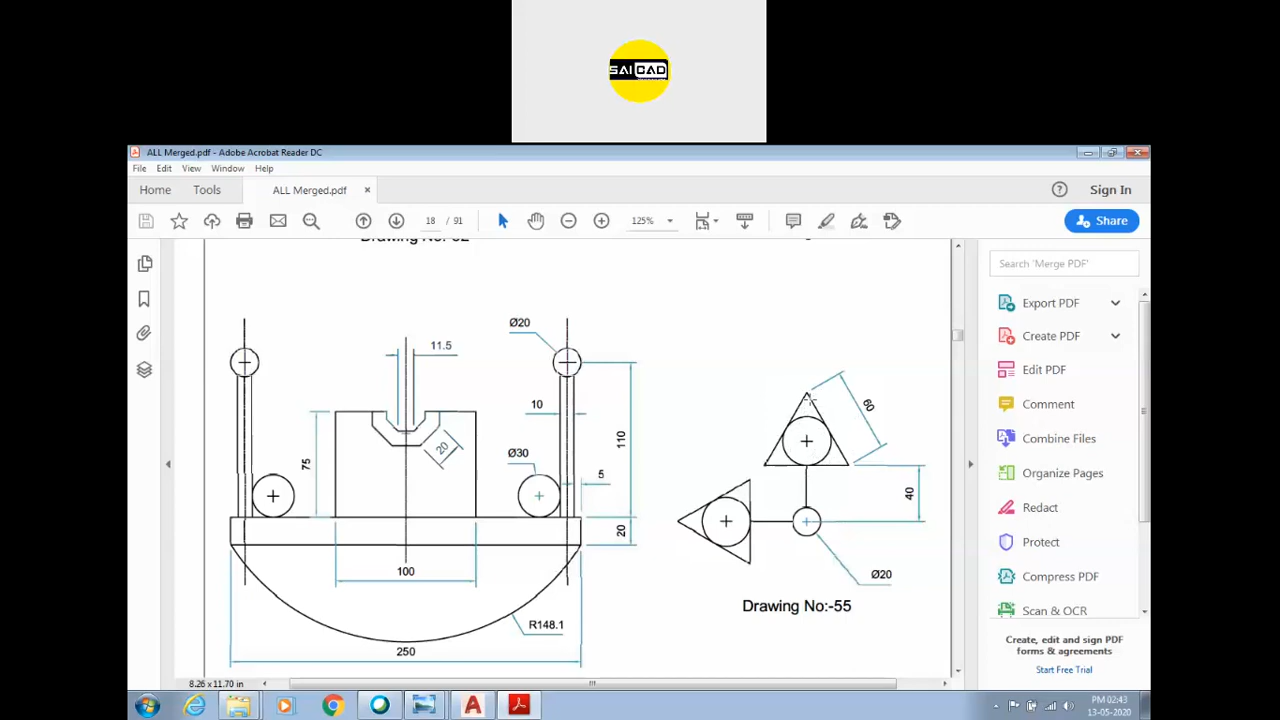 SAICAD
ALL Merged.pdf - Adobe Acrobat Reader DC
File Edit View Window Help
Home Tools ALL Merged.pdf × ? Sign In
18 / 91 125% Share
Drawing No:-52
Search 'Merge PDF'
Export PDF
Create PDF
Edit PDF
Comment
Combine Files
Organize Pages
Redact
Protect
Compress PDF
Scan & OCR
Create, edit and sign PDF
forms & agreements
Start Free Trial
Ø20
11.5
10
110
75
20
Ø30
5
20
100
R148.1
250
60
40
Ø20
Drawing No:-55
8.26 x 11.70 in
PM 02:43
13-05-2020